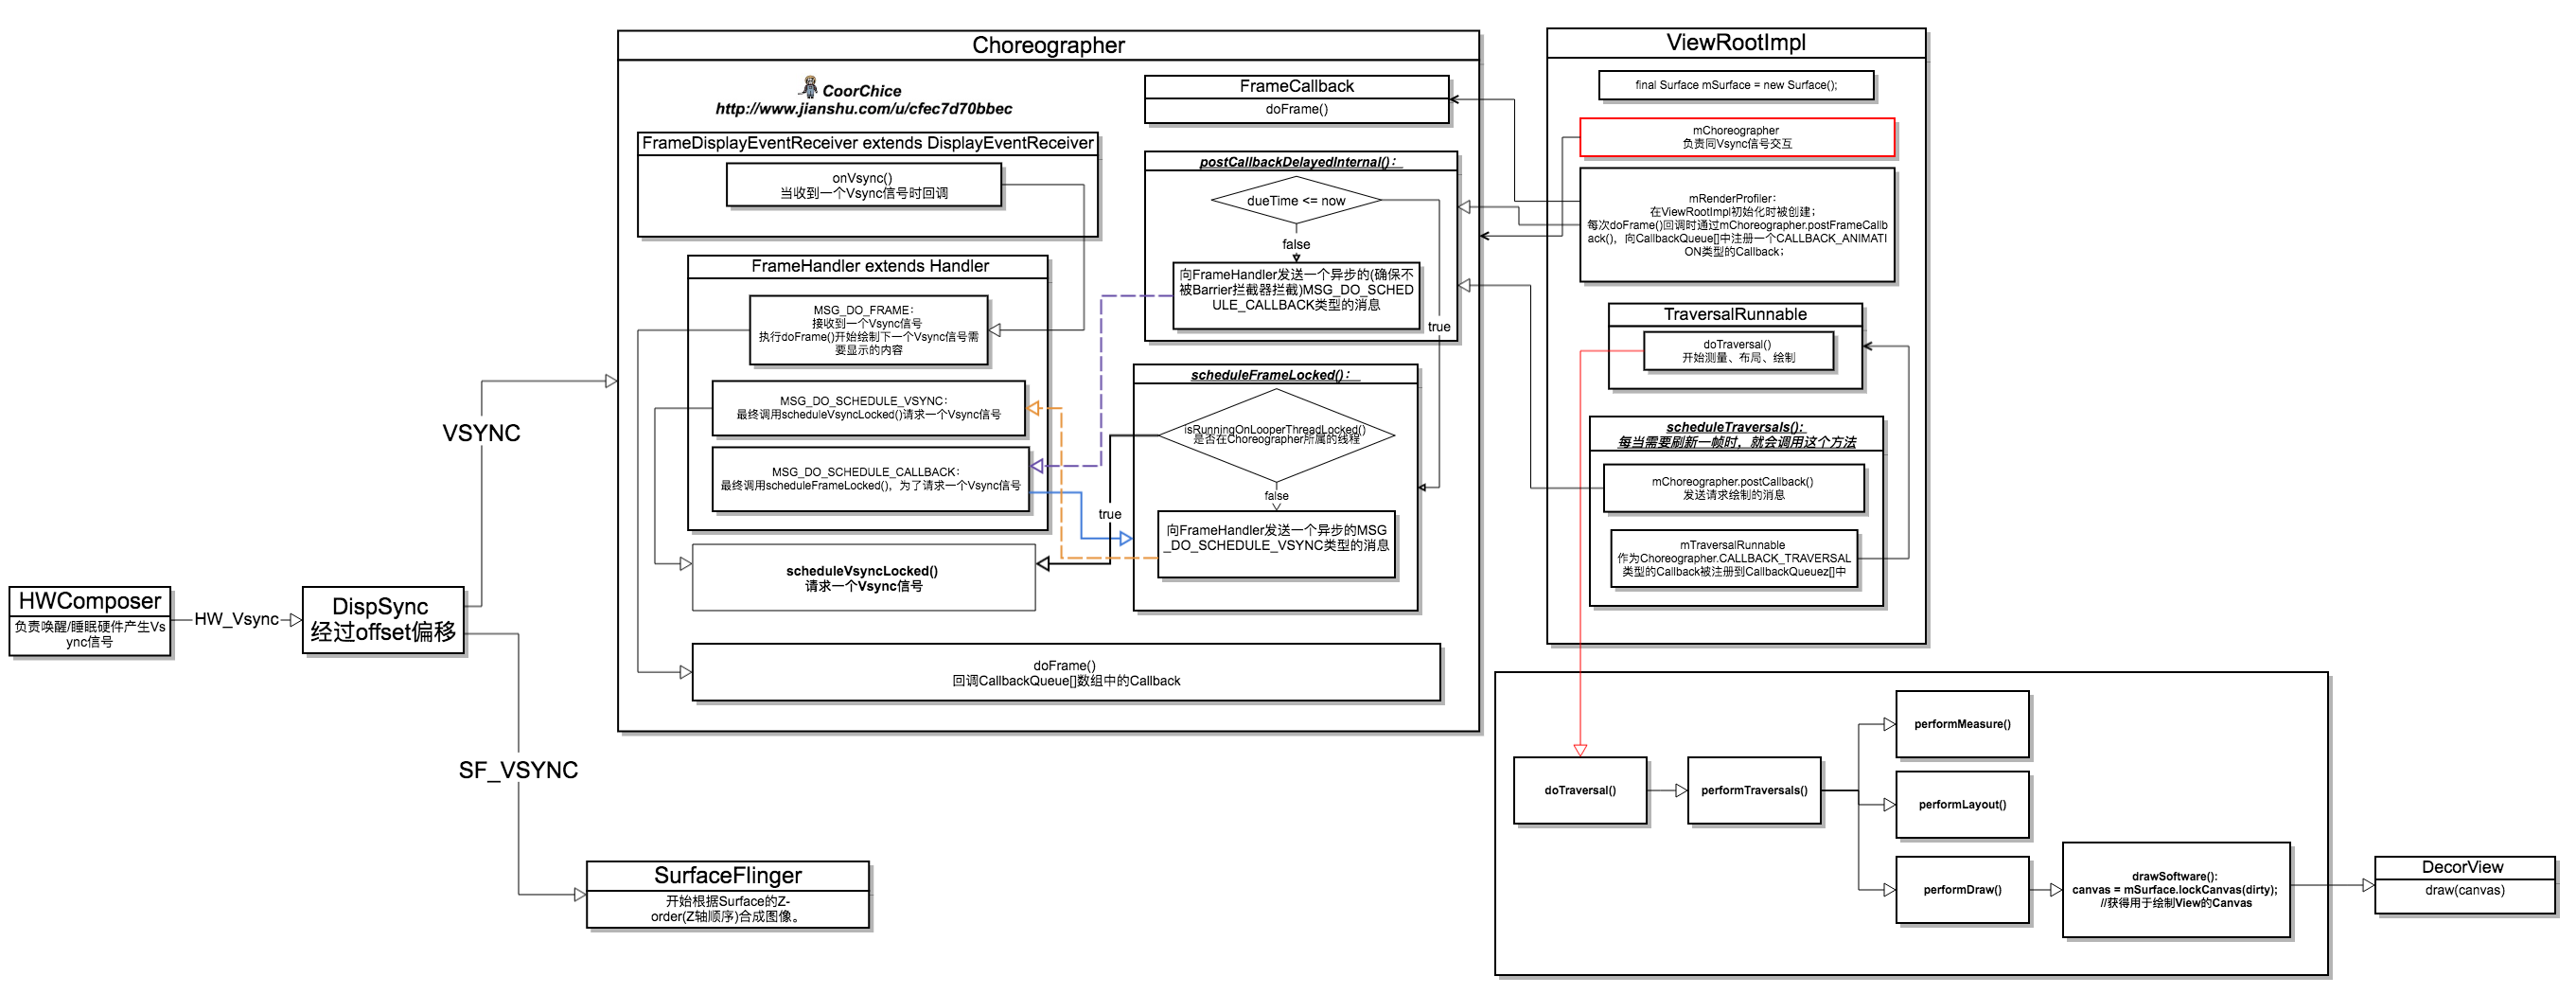 HWComposer
负责唤醒/睡眠硬件产生Vs
ync信号
HW_Vsync
DispSync
经过offset偏移
VSYNC
SF_VSYNC
SurfaceFlinger
开始根据Surface的Z-
order(Z轴顺序)合成图像。
Choreographer
CoorChice
http://www.jianshu.com/u/cfec7d70bbec
FrameDisplayEventReceiver extends DisplayEventReceiver
onVsync()
当收到一个Vsync信号时回调
FrameHandler extends Handler
MSG_DO_FRAME：
接收到一个Vsync信号
执行doFrame()开始绘制下一个Vsync信号需
要显示的内容
MSG_DO_SCHEDULE_VSYNC：
最终调用scheduleVsyncLocked()请求一个Vsync信号
MSG_DO_SCHEDULE_CALLBACK：
最终调用scheduleFrameLocked()，为了请求一个Vsync信号
scheduleVsyncLocked()
请求一个Vsync信号
doFrame()
回调CallbackQueue[]数组中的Callback
FrameCallback
doFrame()
postCallbackDelayedInternal()：
dueTime <= now
false
向FrameHandler发送一个异步的(确保不
被Barrier拦截器拦截)MSG_DO_SCHED
ULE_CALLBACK类型的消息
true
scheduleFrameLocked()：
isRunningOnLooperThreadLocked()
是否在Choreographer所属的线程
true
false
向FrameHandler发送一个异步的MSG
_DO_SCHEDULE_VSYNC类型的消息
ViewRootImpl
final Surface mSurface = new Surface();
mChoreographer
负责同Vsync信号交互
mRenderProfiler：
在ViewRootImpl初始化时被创建；
每次doFrame()回调时通过mChoreographer.postFrameCallb
ack()，向CallbackQueue[]中注册一个CALLBACK_ANIMATI
ON类型的Callback；
TraversalRunnable
doTraversal()
开始测量、布局、绘制
scheduleTraversals()：
每当需要刷新一帧时，就会调用这个方法
mChoreographer.postCallback()
发送请求绘制的消息
mTraversalRunnable
作为Choreographer.CALLBACK_TRAVERSAL
类型的Callback被注册到CallbackQueuez[]中
doTraversal()
performTraversals()
performMeasure()
performLayout()
performDraw()
drawSoftware():
canvas = mSurface.lockCanvas(dirty);
//获得用于绘制View的Canvas
DecorView
draw(canvas)